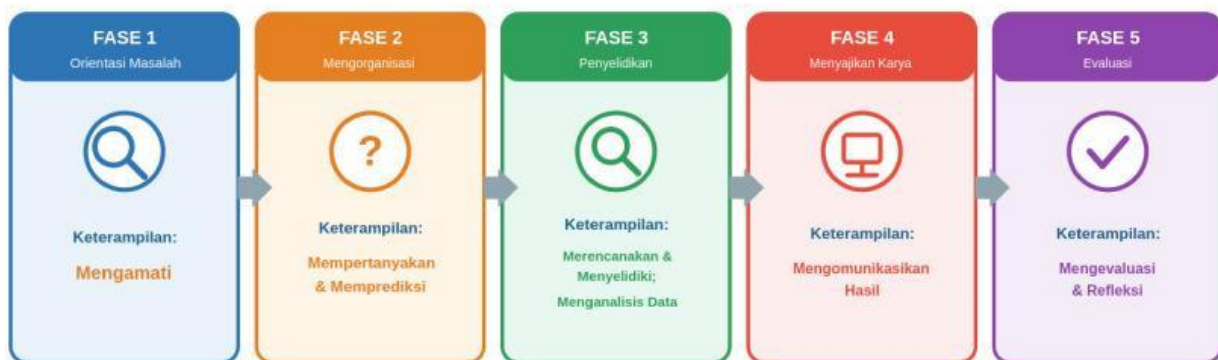 FASE 1
Orientasi Masalah
Keterampilan:
Mengamati
FASE 2
Mengorganisasi
?
Keterampilan:
Mempertanyakan
& Memprediksi
FASE 3
Penyelidikan
Keterampilan:
Merencanakan &
Menyelidiki;
Menganalisis Data
FASE 4
Menyajikan Karya
Keterampilan:
Mengomunikasikan
Hasil
FASE 5
Evaluasi
Keterampilan:
Mengevaluasi
& Refleksi